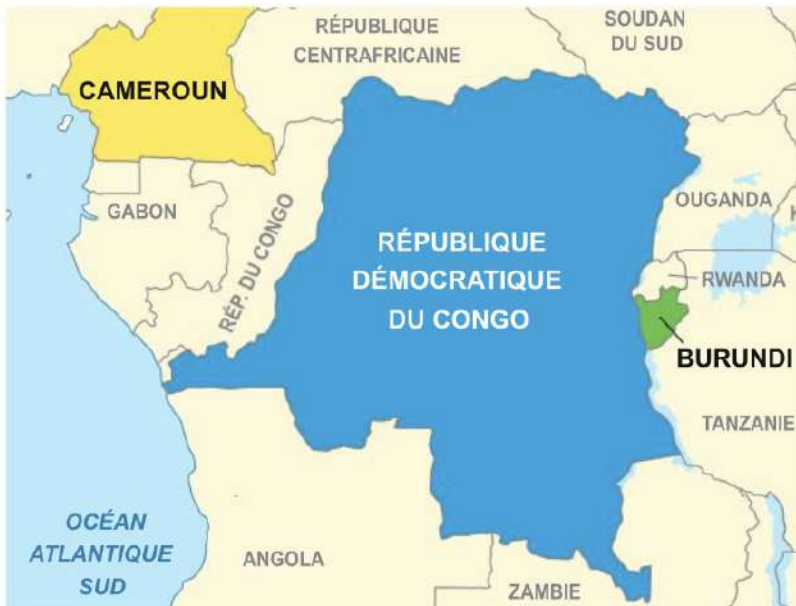 RÉPUBLIQUE
CENTRAFRICAINE
SOUDAN
DU SUD
CAMEROUN
GABON
RÉP. DU CONGO
RÉPUBLIQUE
DÉMOCRATIQUE
DU CONGO
OUGANDA
RWANDA
BURUNDI
TANZANIE
OCÉAN
ATLANTIQUE
SUD
ANGOLA
ZAMBIE